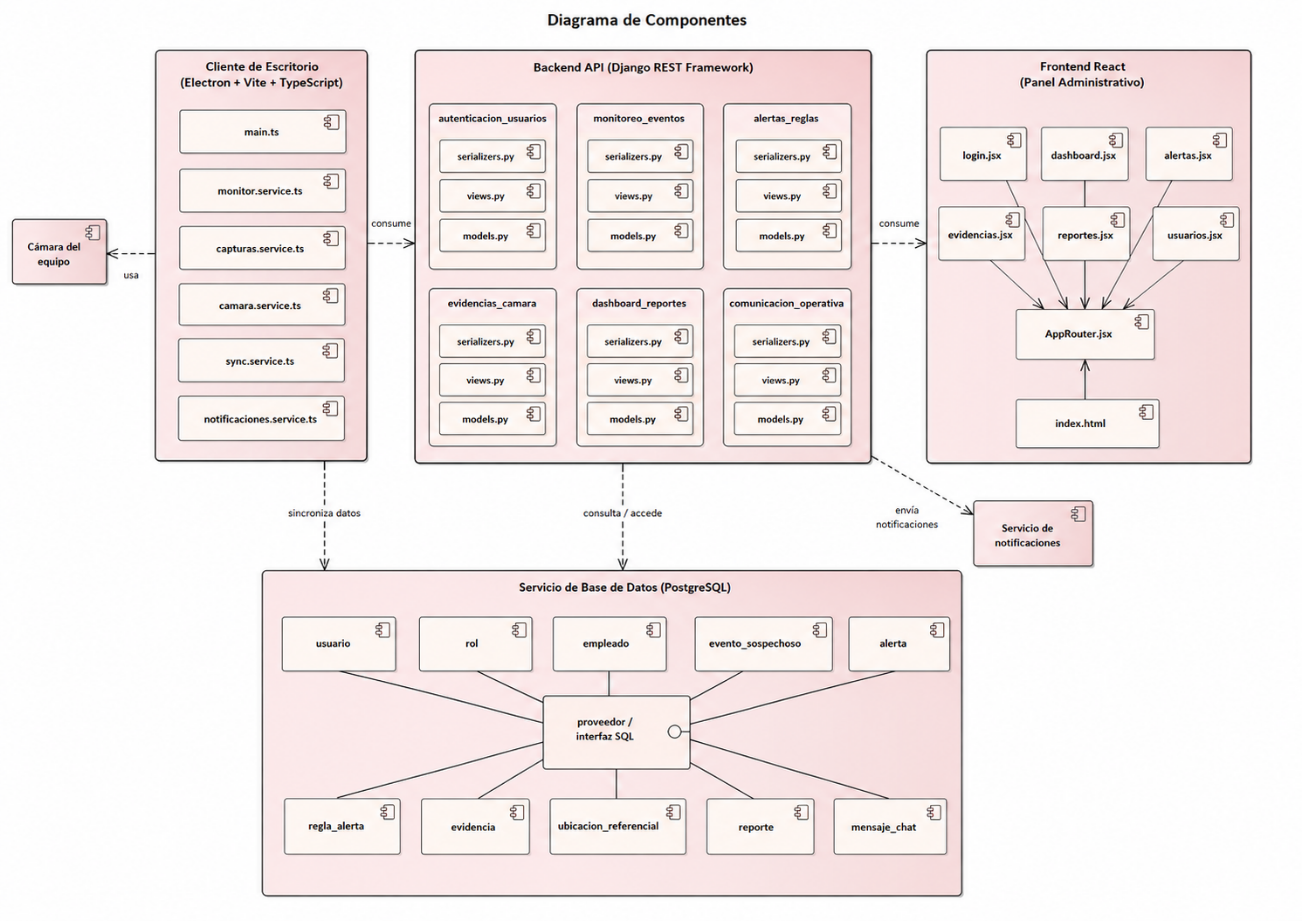 Diagrama de Componentes
Cliente de Escritorio
(Electron + Vite + TypeScript)
main.ts
monitor.service.ts
capturas.service.ts
camara.service.ts
sync.service.ts
notificaciones.service.ts
Cámara del
equipo
usa
consume
Backend API (Django REST Framework)
autenticacion_usuarios
serializers.py
views.py
models.py
monitoreo_eventos
serializers.py
views.py
models.py
alertas_reglas
serializers.py
views.py
models.py
evidencias_camara
serializers.py
views.py
models.py
dashboard_reportes
serializers.py
views.py
models.py
comunicacion_operativa
serializers.py
views.py
models.py
consume
Frontend React
(Panel Administrativo)
login.jsx
dashboard.jsx
alertas.jsx
evidencias.jsx
reportes.jsx
usuarios.jsx
AppRouter.jsx
index.html
sincroniza datos
consulta / accede
envía
notificaciones
Servicio de
notificaciones
Servicio de Base de Datos (PostgreSQL)
usuario
rol
empleado
evento_sospechoso
alerta
proveedor /
interfaz SQL
regla_alerta
evidencia
ubicacion_referencial
reporte
mensaje_chat